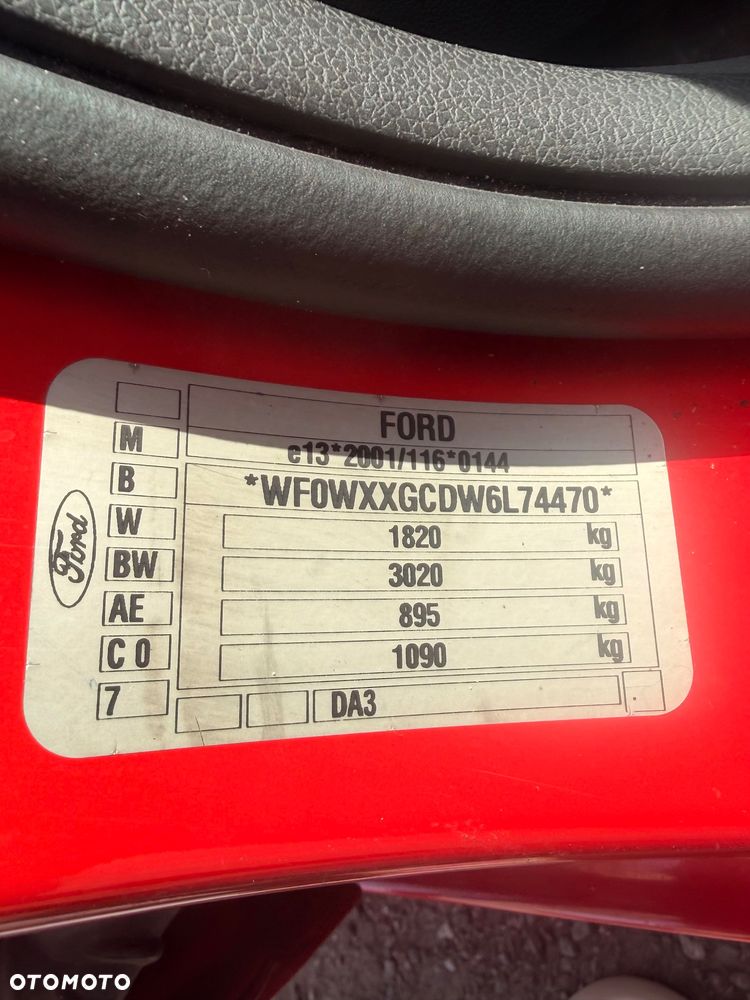 FORD
M e13*2001/116*0144
B *WF0WXXGCDW6L74470*
W 1820 kg
BW 3020 kg
AE 895 kg
C 0 1090 kg
7 DA3
Ford
OTOMOTO